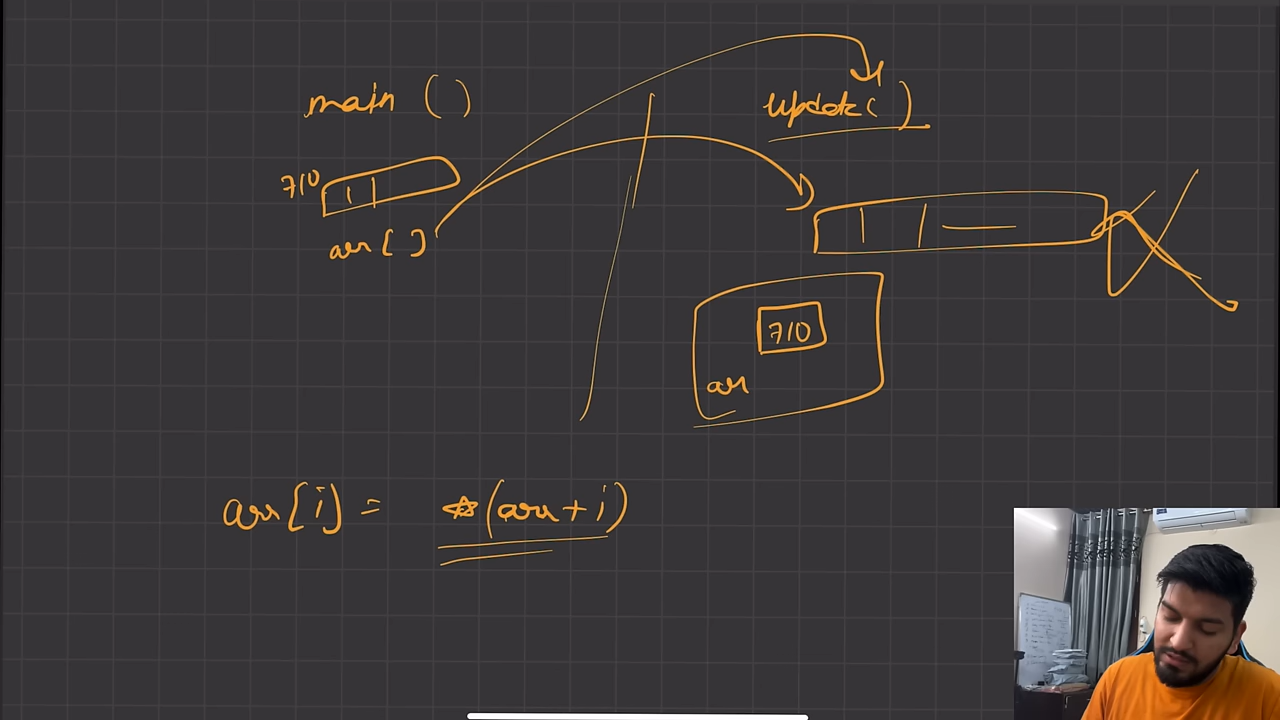 main ( )
update( )
710
arr [ ]
710
arr
arr[i] = *(arr + i)